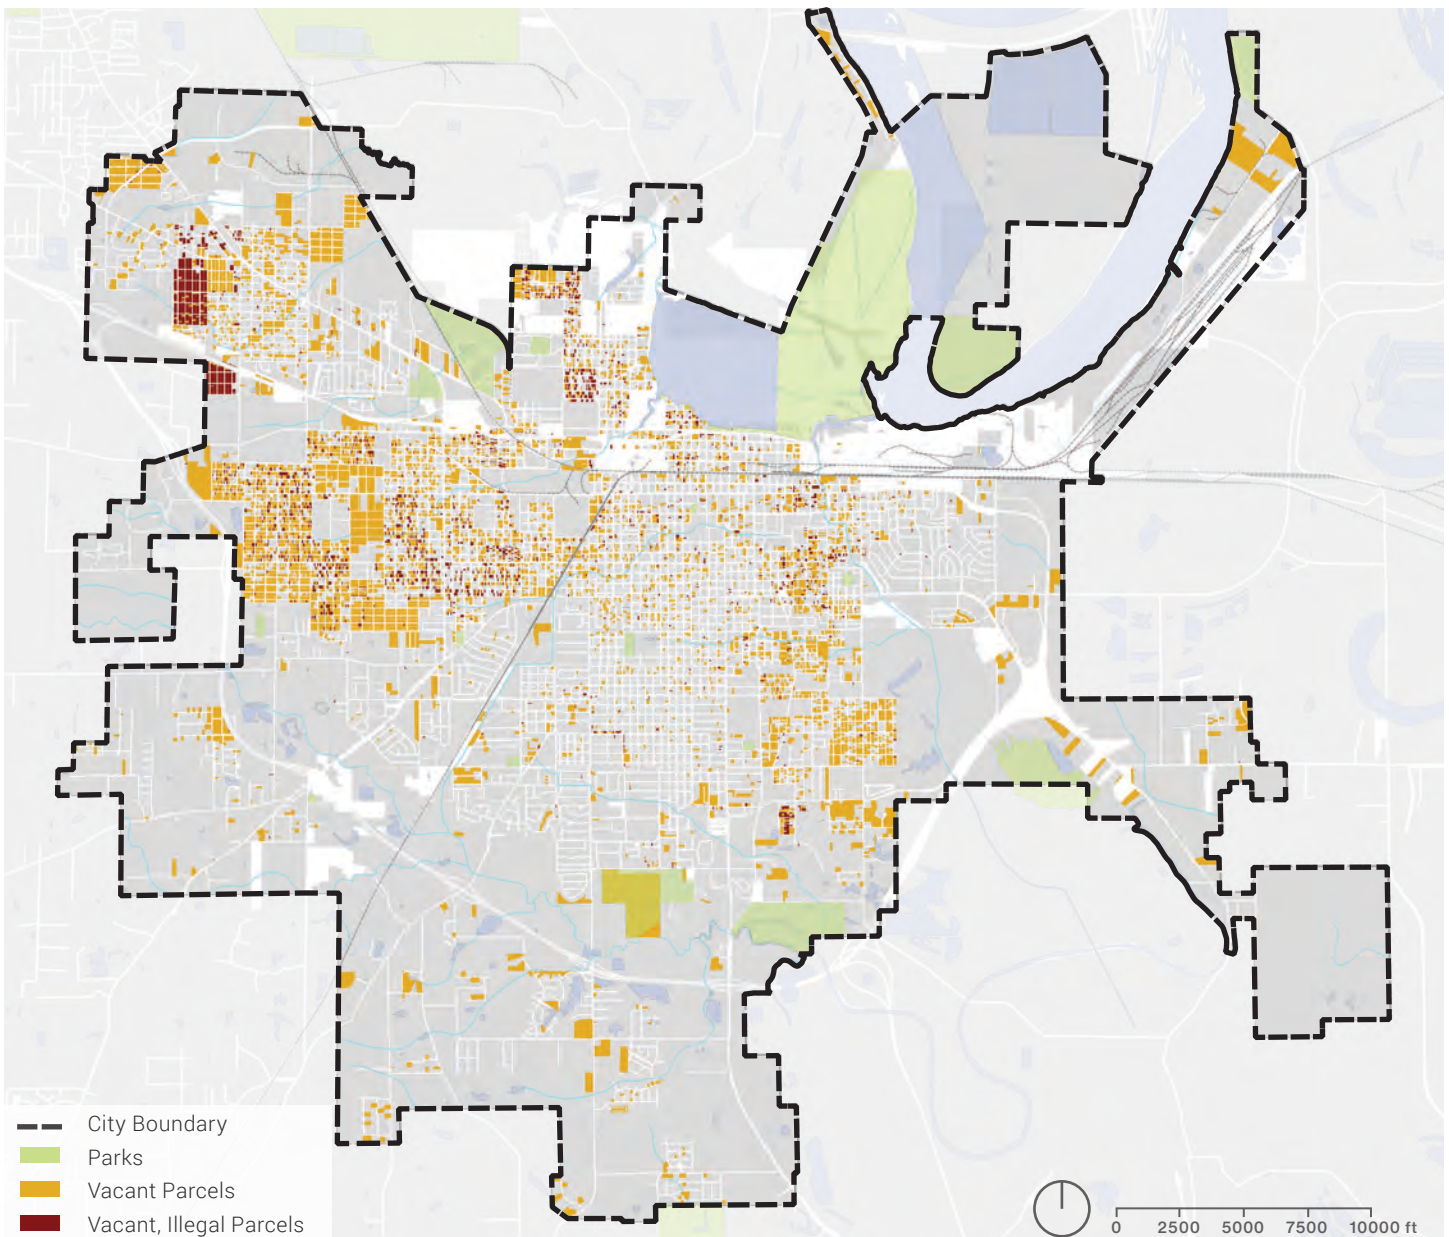 City Boundary
Parks
Vacant Parcels
Vacant, Illegal Parcels
0 2500 5000 7500 10000 ft